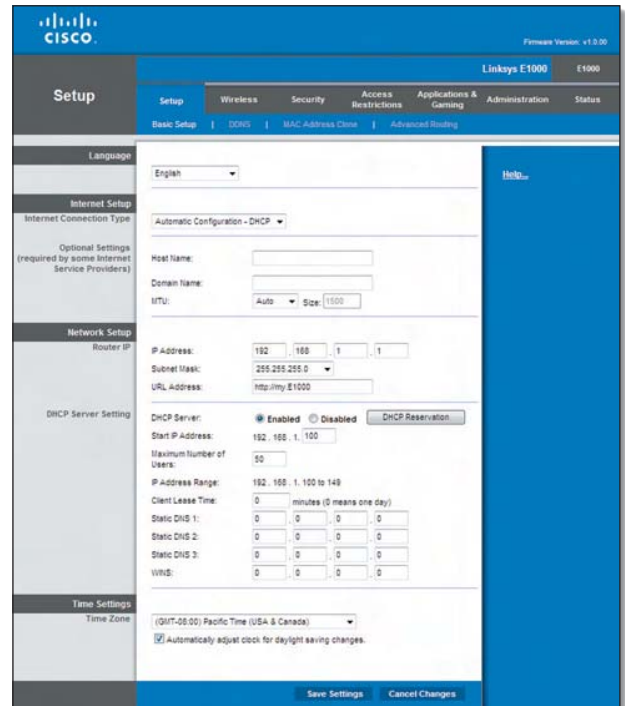 CISCO
Firmware Version: v1.0.00
Linksys E1000 E1000
Setup
Setup Wireless Security Access Restrictions Applications & Gaming Administration Status
Basic Setup | DDNS | MAC Address Clone | Advanced Routing
Language
English
Help...
Internet Setup
Internet Connection Type
Automatic Configuration - DHCP
Optional Settings
(required by some Internet
Service Providers)
Host Name:
Domain Name:
MTU: Auto Size: 1500
Network Setup
Router IP
IP Address: 192 . 168 . 1 . 1
Subnet Mask: 255.255.255.0
URL Address: http://my.E1000
DHCP Server Setting
DHCP Server: Enabled Disabled DHCP Reservation
Start IP Address: 192 . 168 . 1. 100
Maximum Number of
Users: 50
IP Address Range: 192 . 168 . 1. 100 to 149
Client Lease Time: 0 minutes (0 means one day)
Static DNS 1: 0 . 0 . 0 . 0
Static DNS 2: 0 . 0 . 0 . 0
Static DNS 3: 0 . 0 . 0 . 0
WINS: 0 . 0 . 0 . 0
Time Settings
Time Zone
(GMT-08:00) Pacific Time (USA & Canada)
Automatically adjust clock for daylight saving changes.
Save Settings Cancel Changes